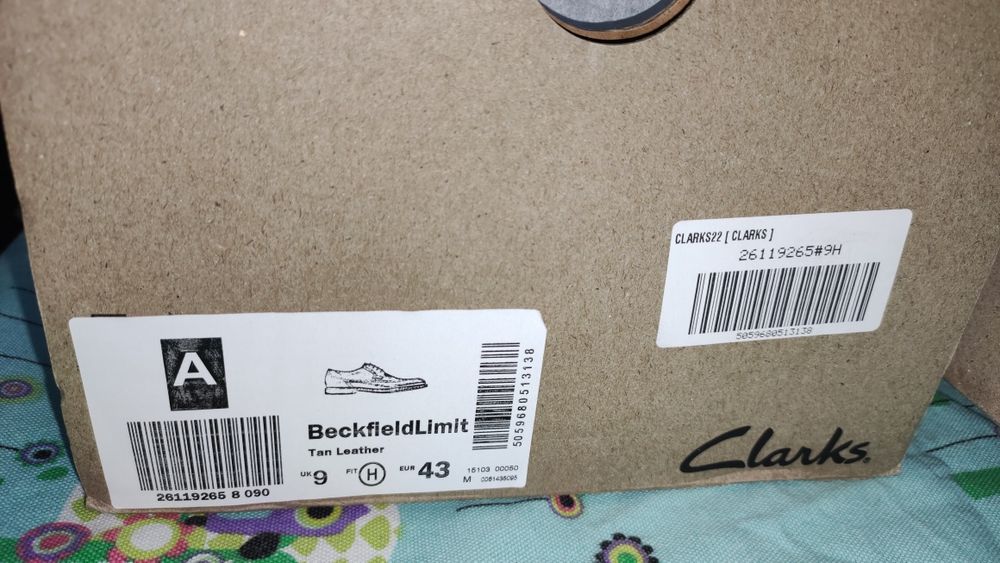 CLARKS22 [ CLARKS ]
26119265#9H
5059680513138
A
BeckfieldLimit
Tan Leather
UK 9 FIT H EUR 43
15103 00050
M 0061436095
26119265 8 090
5059680513138
Clarks.